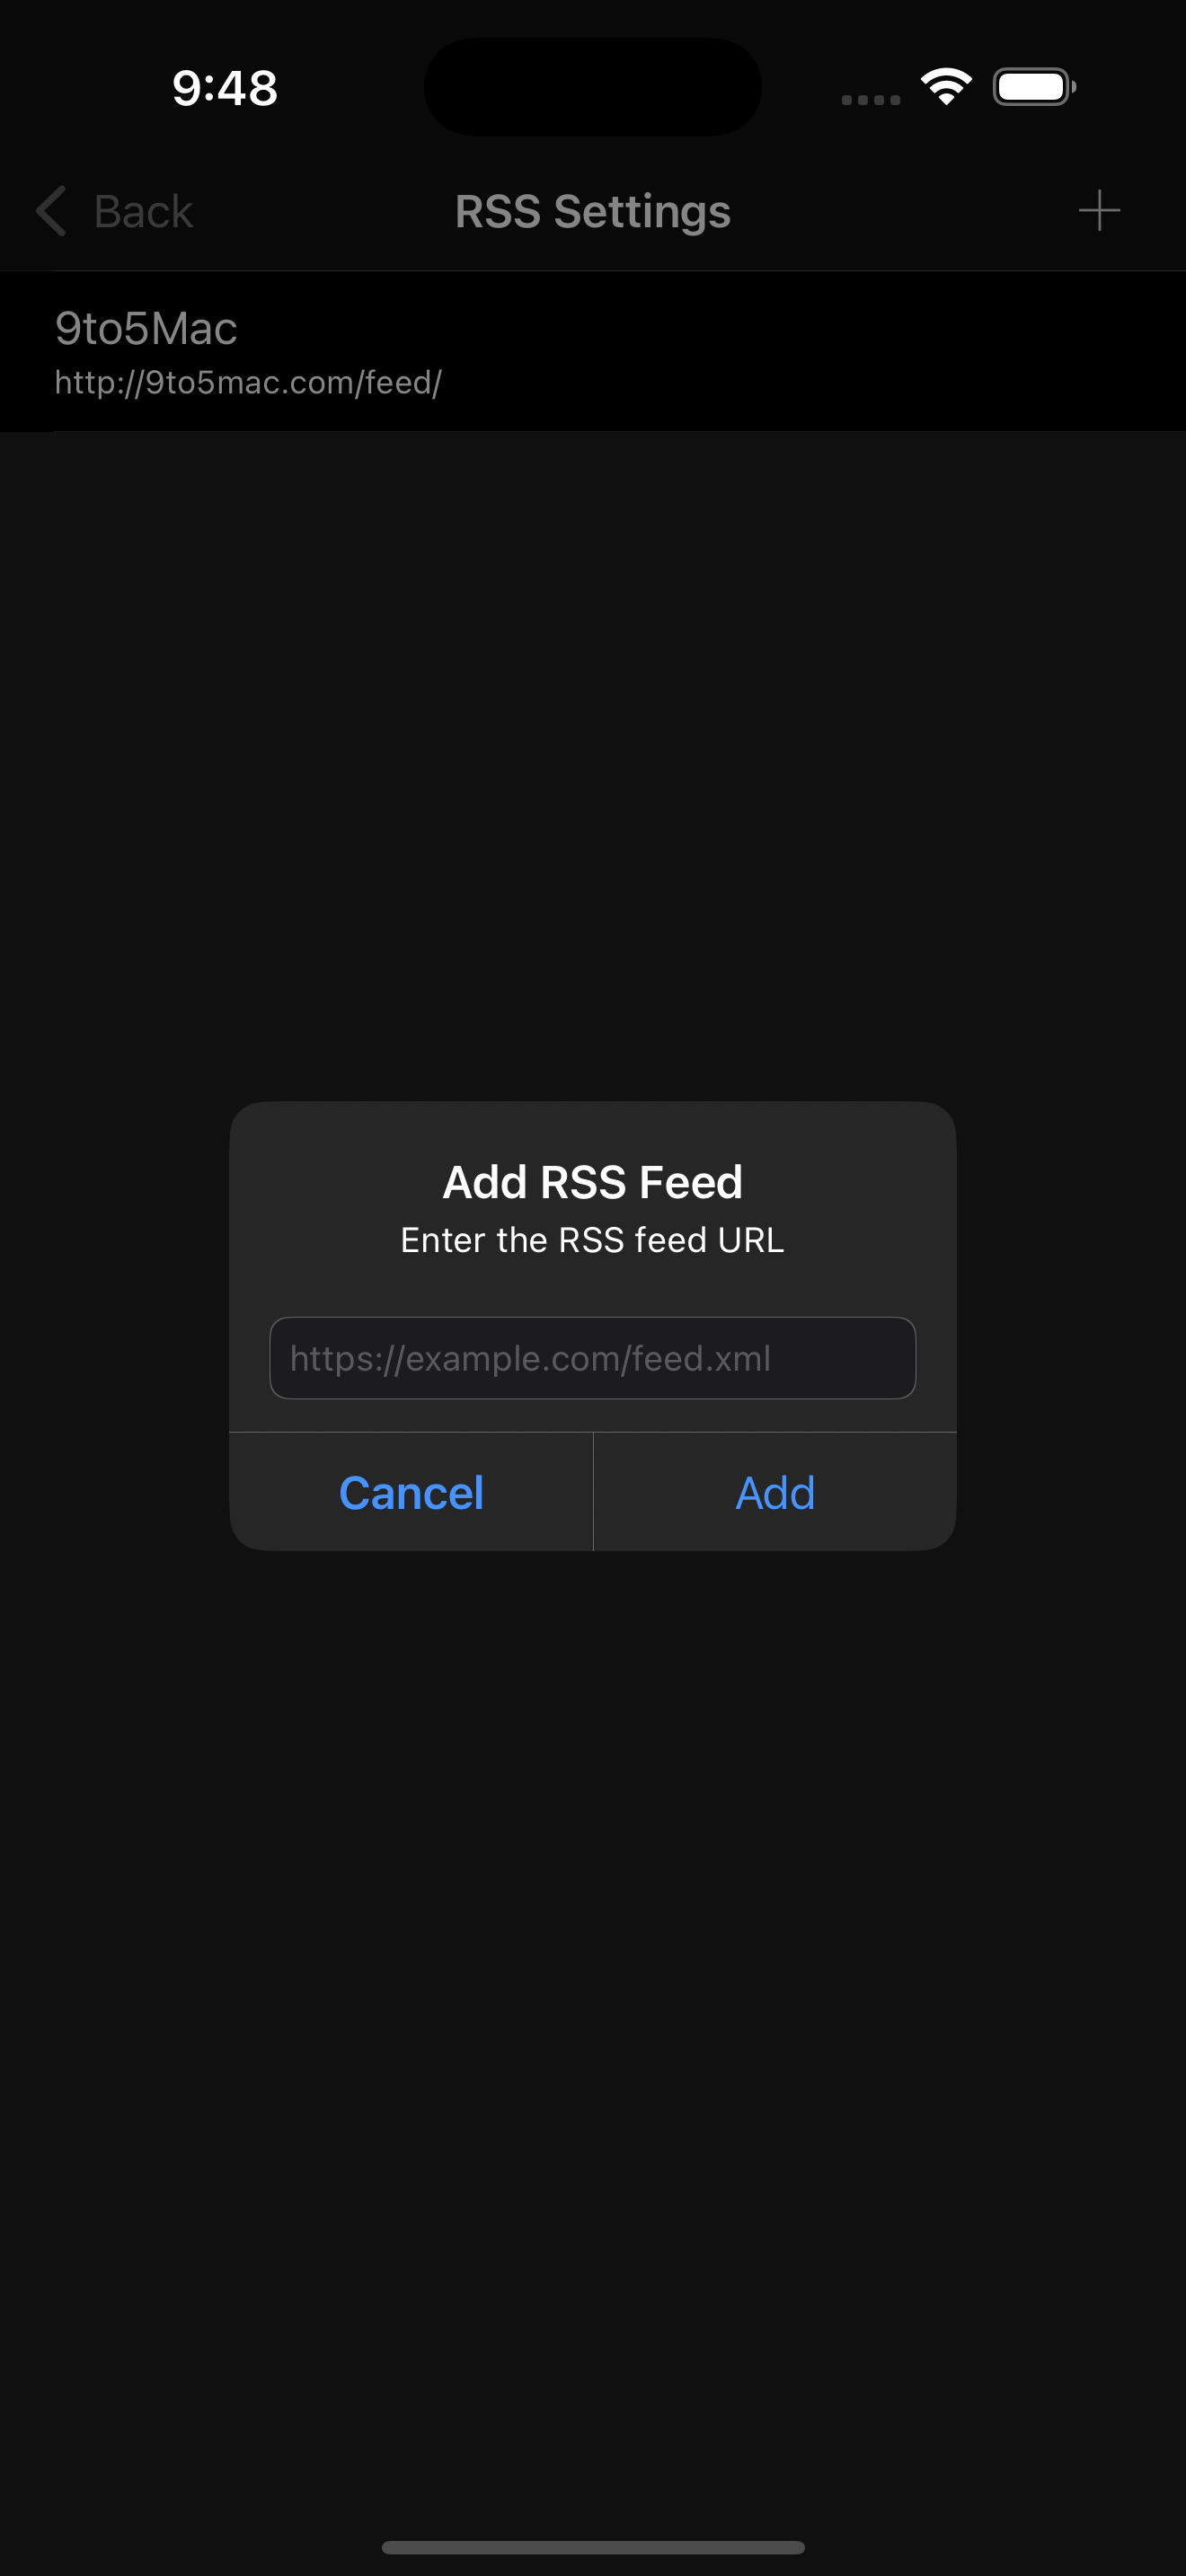 9:48
Back
RSS Settings
9to5Mac
http://9to5mac.com/feed/
Add RSS Feed
Enter the RSS feed URL
https://example.com/feed.xml
Cancel
Add